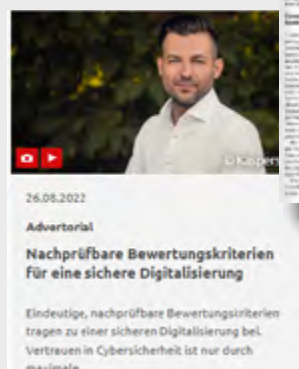 © Kaspers
26.08.2022
Advertorial
Nachprüfbare Bewertungskriterien
für eine sichere Digitalisierung
Eindeutige, nachprüfbare Bewertungskriterien
tragen zu einer sicheren Digitalisierung bei.
Vertrauen in Cybersicherheit ist nur durch
maximale